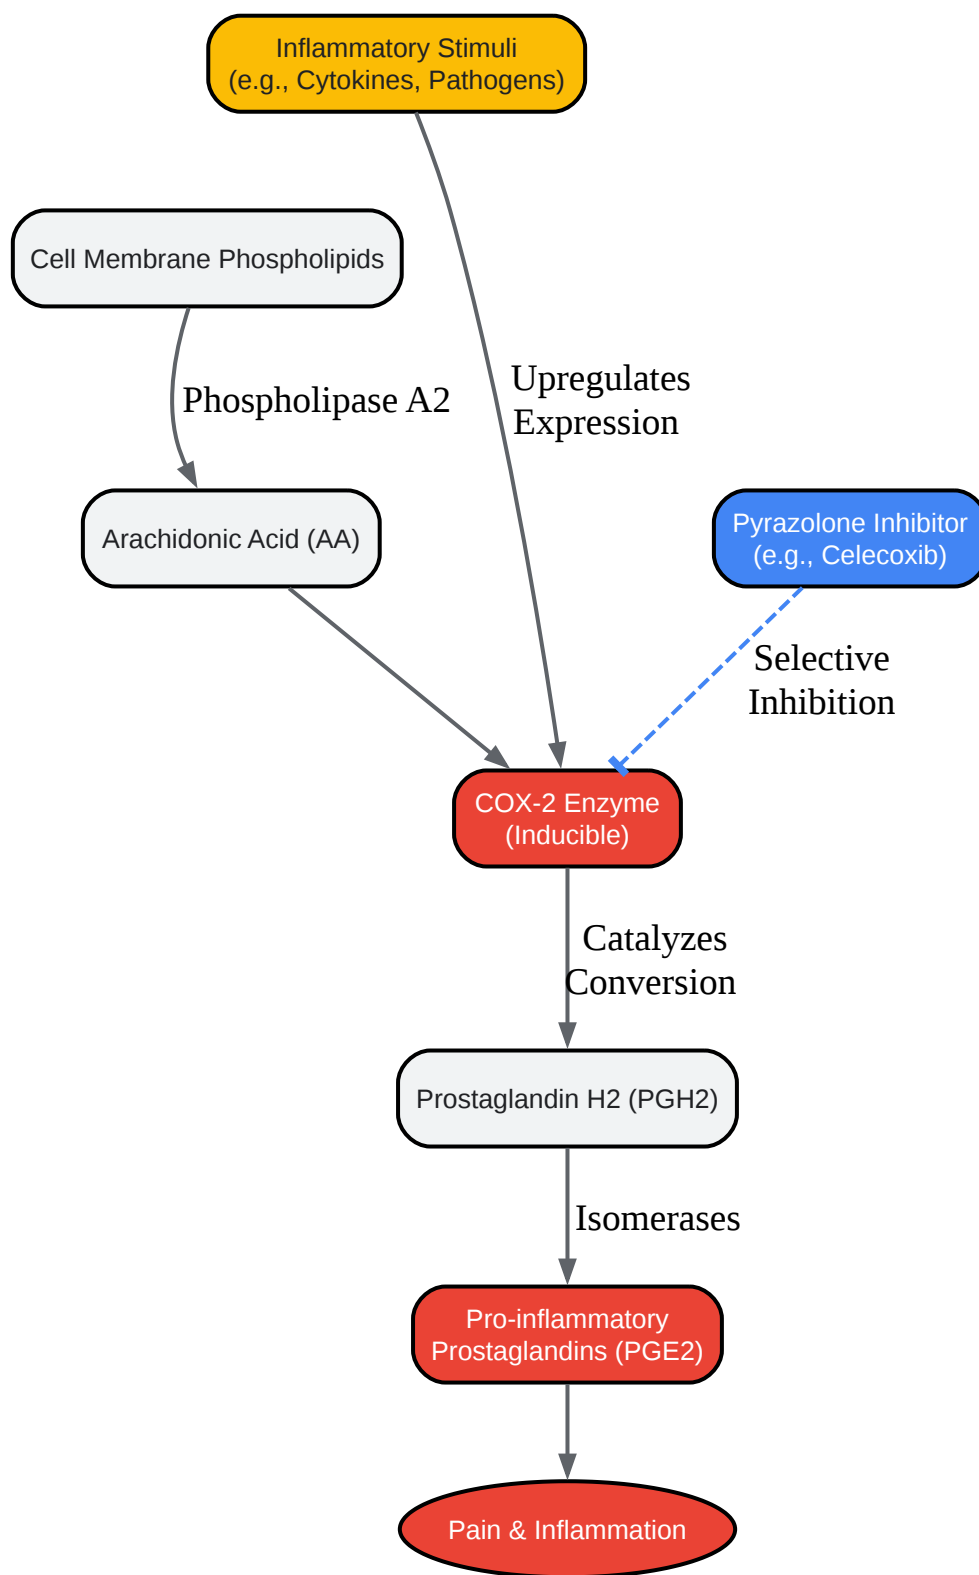 Inflammatory Stimuli
(e.g., Cytokines, Pathogens)
Cell Membrane Phospholipids
Phospholipase A2
Upregulates
Expression
Arachidonic Acid (AA)
Pyrazolone Inhibitor
(e.g., Celecoxib)
Selective
Inhibition
COX-2 Enzyme
(Inducible)
Catalyzes
Conversion
Prostaglandin H2 (PGH2)
Isomerases
Pro-inflammatory
Prostaglandins (PGE2)
Pain & Inflammation